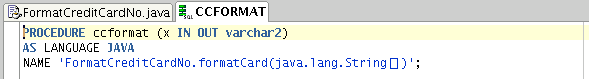 FormatCreditCardNo.java
CCFORMAT
PROCEDURE ccformat (x IN OUT varchar2)
AS LANGUAGE JAVA
NAME 'FormatCreditCardNo.formatCard(java.lang.String[])';